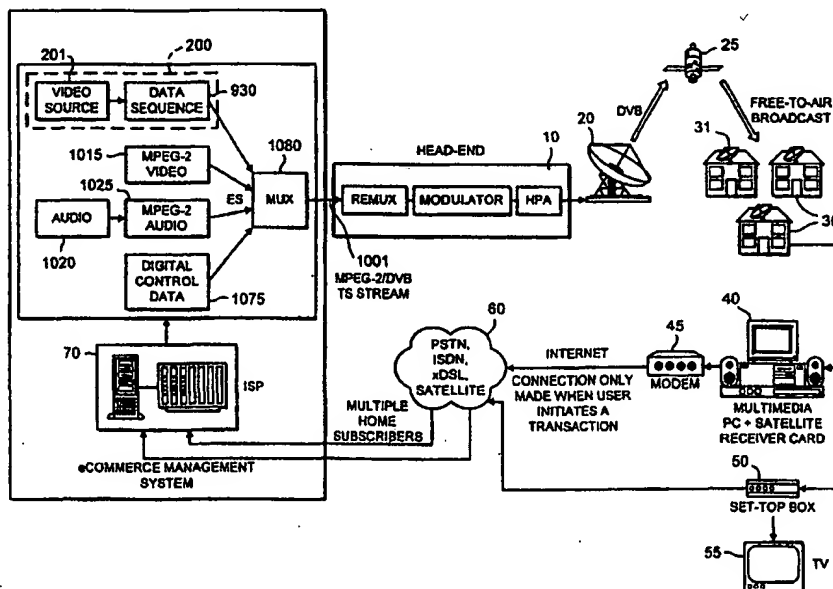 201
200
25
VIDEO
SOURCE
DATA
SEQUENCE
930
DVB
FREE-TO-AIR
BROADCAST
20
31
1015
MPEG-2
VIDEO
1080
HEAD-END
10
1025
ES
MUX
REMUX
MODULATOR
HPA
AUDIO
MPEG-2
AUDIO
30
1020
DIGITAL
CONTROL
DATA
1001
MPEG-2/DVB
TS STREAM
1075
60
40
70
PSTN,
ISDN,
xDSL,
SATELLITE
45
INTERNET
MODEM
ISP
CONNECTION ONLY
MADE WHEN USER
INITIATES A
TRANSACTION
MULTIMEDIA
PC + SATELLITE
RECEIVER CARD
MULTIPLE
HOME
SUBSCRIBERS
eCOMMERCE MANAGEMENT
SYSTEM
50
SET-TOP BOX
55
TV